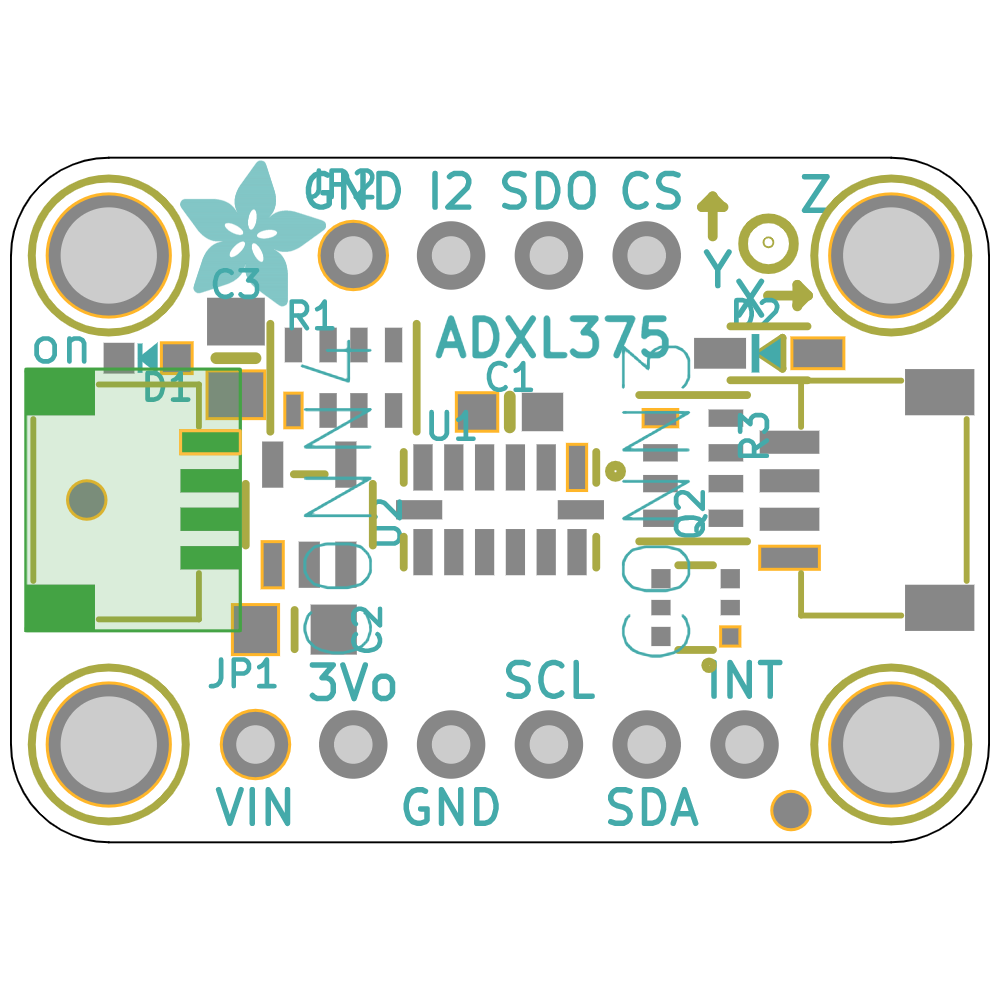 JP2
GND I2 SDO CS Z
Y X
C3
R1
D2
on ADXL375
D1 C1
U1 R3
U2 Q2
C2
JP1 3Vo SCL INT
VIN GND SDA